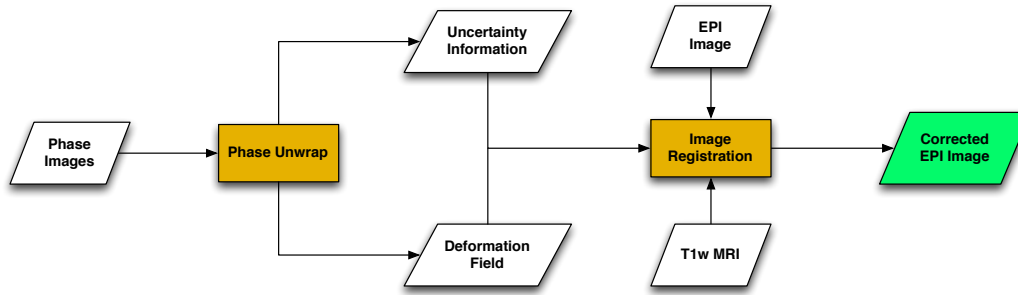 Phase
Images
Phase Unwrap
Uncertainty
Information
Deformation
Field
EPI
Image
Image
Registration
T1w MRI
Corrected
EPI Image